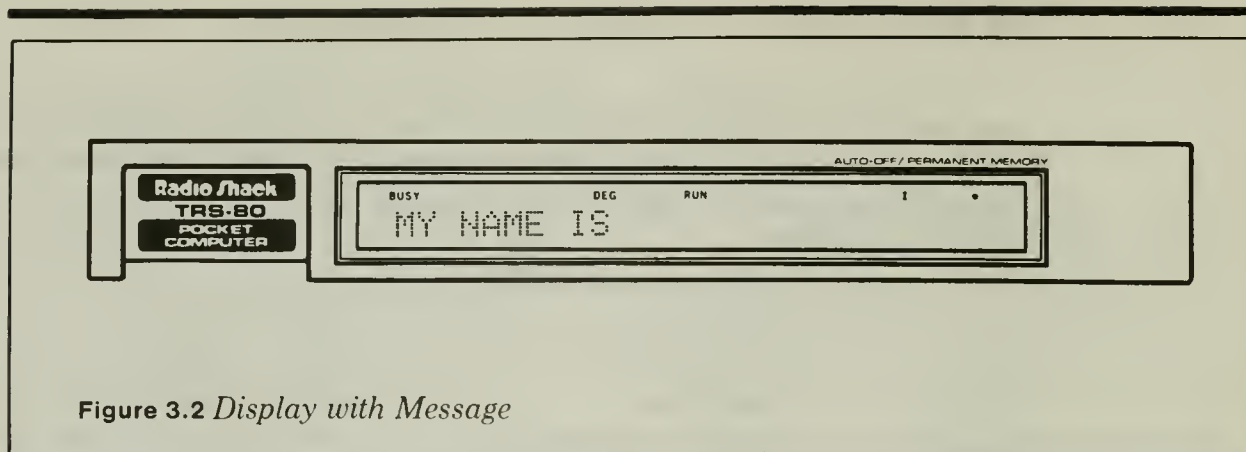 AUTO-OFF/PERMANENT MEMORY
Radio Shack
TRS-80
POCKET
COMPUTER
BUSY DEG RUN I
MY NAME IS
Figure 3.2 Display with Message